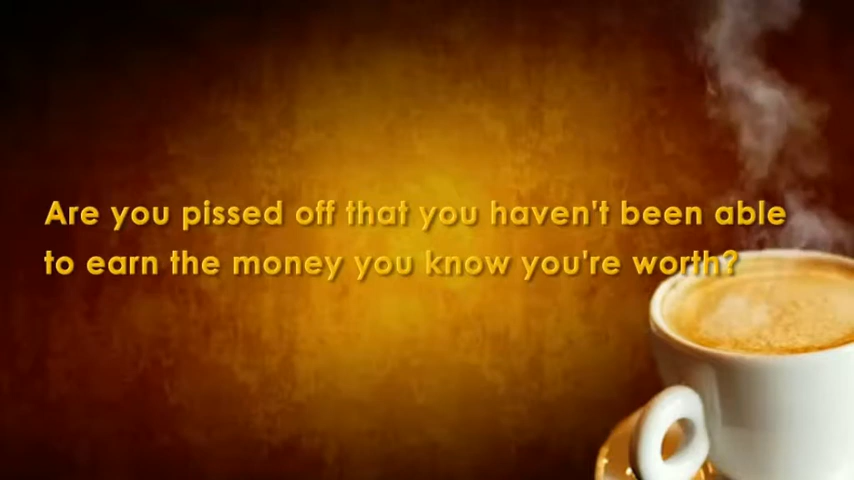 Are you pissed off that you haven't been able
to earn the money you know you're worth?